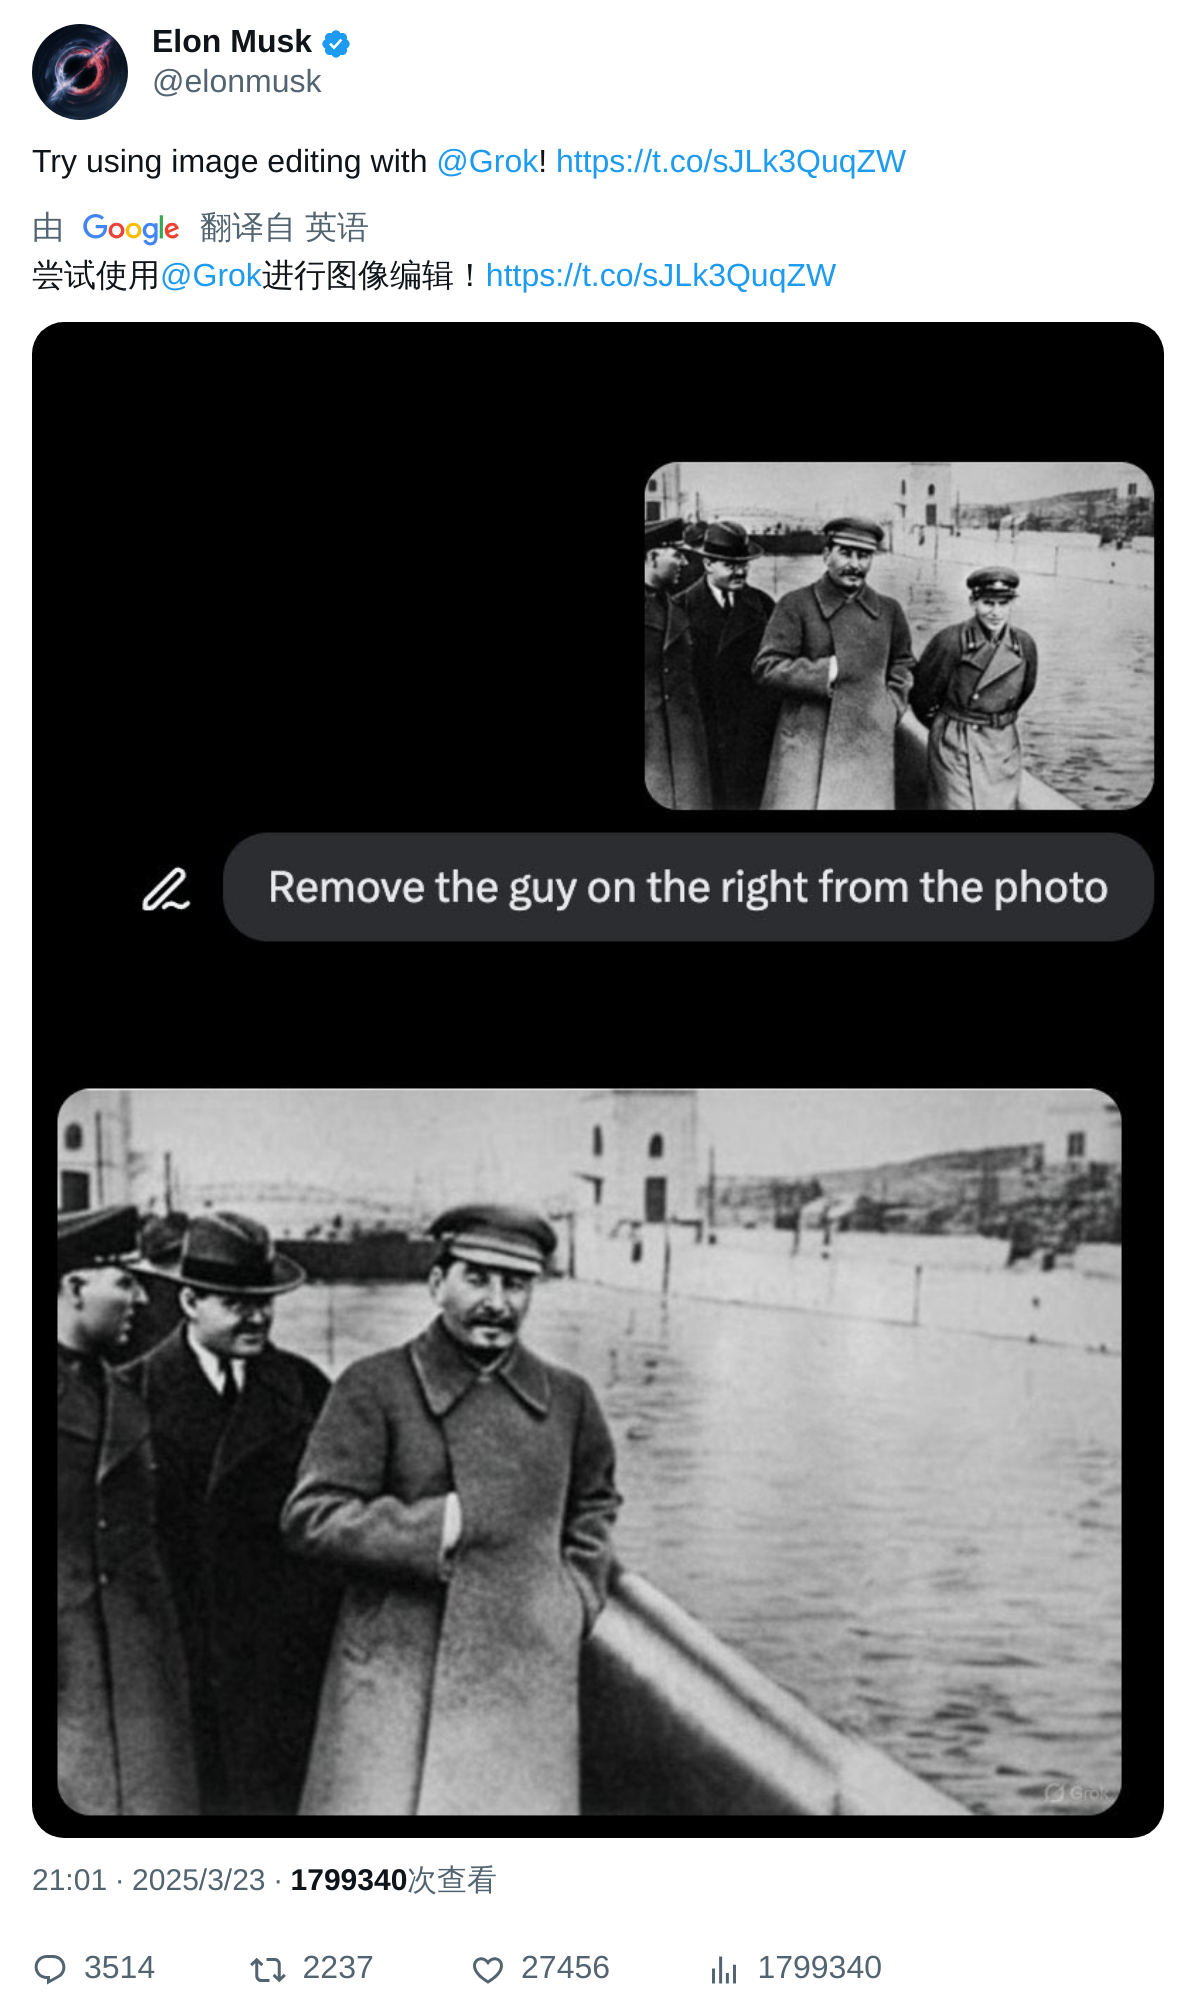 Elon Musk
@elonmusk
Try using image editing with @Grok! https://t.co/sJLk3QuqZW
由 Google 翻译自 英语
尝试使用@Grok进行图像编辑！https://t.co/sJLk3QuqZW
Remove the guy on the right from the photo
Grok
21:01 · 2025/3/23 · 1799340次查看
3514 2237 27456 1799340